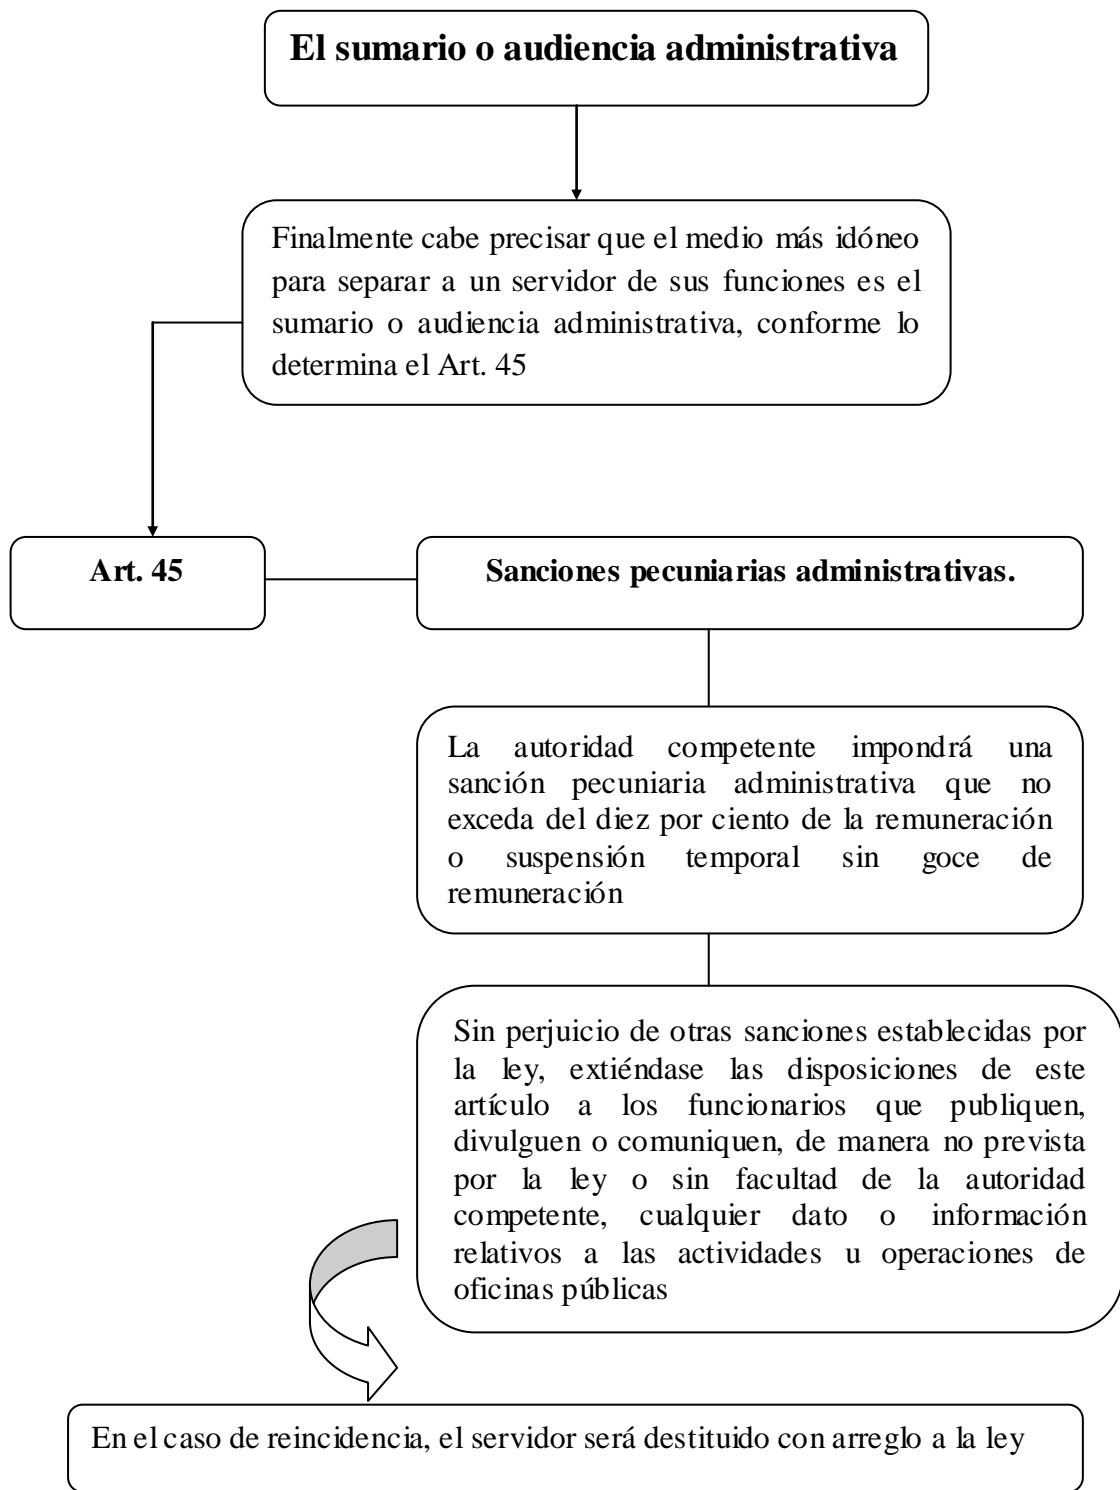 El sumario o audiencia administrativa
Finalmente cabe precisar que el medio más idóneo
para separar a un servidor de sus funciones es el
sumario o audiencia administrativa, conforme lo
determina el Art. 45
Art. 45
Sanciones pecuniarias administrativas.
La autoridad competente impondrá una
sanción pecuniaria administrativa que no
exceda del diez por ciento de la remuneración
o suspensión temporal sin goce de
remuneración
Sin perjuicio de otras sanciones establecidas por
la ley, extiéndase las disposiciones de este
artículo a los funcionarios que publiquen,
divulguen o comuniquen, de manera no prevista
por la ley o sin facultad de la autoridad
competente, cualquier dato o información
relativos a las actividades u operaciones de
oficinas públicas
En el caso de reincidencia, el servidor será destituido con arreglo a la ley